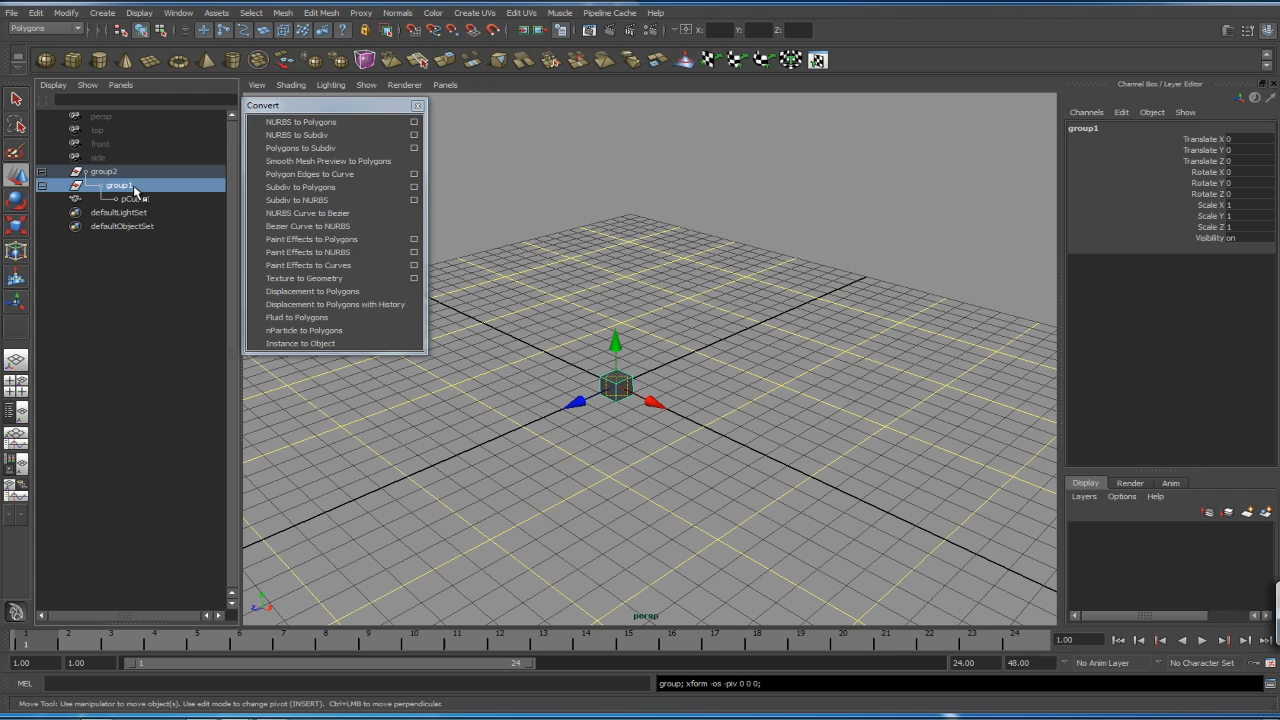 File Edit Modify Create Display Window Assets Select Mesh Edit Mesh Proxy Normals Color Create UVs Edit UVs Muscle Pipeline Cache Help
Polygons X: Y: Z:
Display Show Panels
View Shading Lighting Show Renderer Panels
Channel Box / Layer Editor
Convert
NURBS to Polygons
NURBS to Subdiv
Polygons to Subdiv
Smooth Mesh Preview to Polygons
Polygon Edges to Curve
Subdiv to Polygons
Subdiv to NURBS
NURBS Curve to Bezier
Bezier Curve to NURBS
Paint Effects to Polygons
Paint Effects to NURBS
Paint Effects to Curves
Texture to Geometry
Displacement to Polygons
Displacement to Polygons with History
Fluid to Polygons
nParticle to Polygons
Instance to Object
persp
top
front
side
group2
group1
defaultLightSet
defaultObjectSet
Channels Edit Object Show
group1
Translate X 0
Translate Y 0
Translate Z 0
Rotate X 0
Rotate Y 0
Rotate Z 0
Scale X 1
Scale Y 1
Scale Z 1
Visibility on
Display Render Anim
Layers Options Help
persp
1 2 3 4 5 6 7 8 9 10 11 12 13 14 15 16 17 18 19 20 21 22 23 24
1
1.00
1.00 1.00 1 24 24.00 48.00 No Anim Layer No Character Set
MEL group; xform -os -piv 0 0 0;
Move Tool: Use manipulator to move object(s). Use edit mode to change pivot (INSERT). Ctrl+LMB to move perpendicular.